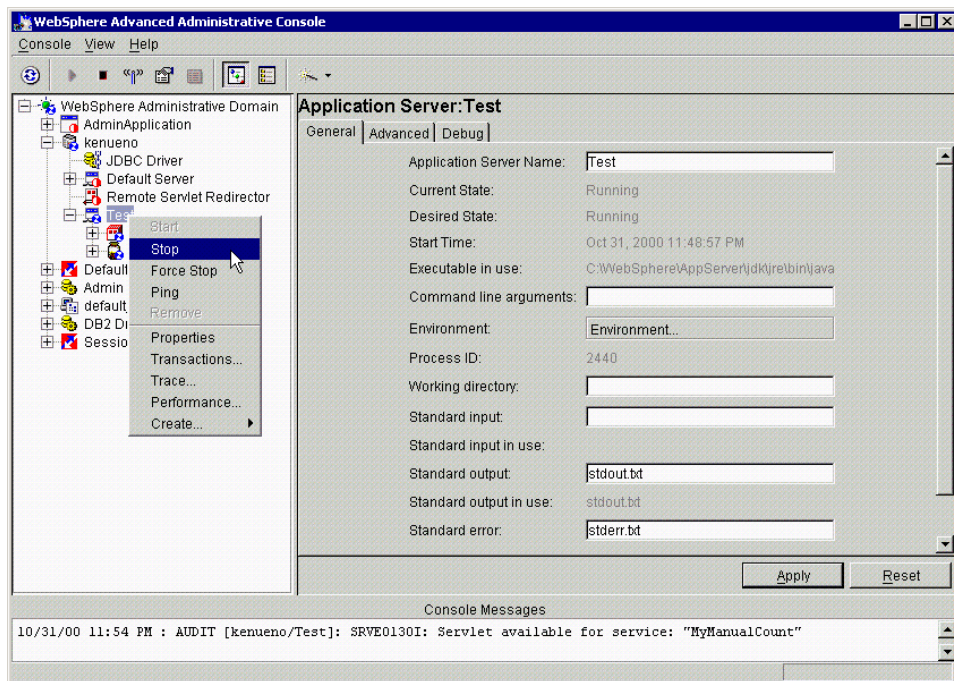 WebSphere Advanced Administrative Console
Console View Help
WebSphere Administrative Domain
AdminApplication
kenueno
JDBC Driver
Default Server
Remote Servlet Redirector
Test
Default
Admin
default_
DB2 Dr
Sessio
Start
Stop
Force Stop
Ping
Remove
Properties
Transactions...
Trace...
Performance...
Create...
Application Server:Test
General Advanced Debug
Application Server Name: Test
Current State: Running
Desired State: Running
Start Time: Oct 31, 2000 11:48:57 PM
Executable in use: C:\WebSphere\AppServer\jdk\jre\bin\java
Command line arguments:
Environment: Environment...
Process ID: 2440
Working directory:
Standard input:
Standard input in use:
Standard output: stdout.txt
Standard output in use: stdout.txt
Standard error: stderr.txt
Apply Reset
Console Messages
10/31/00 11:54 PM : AUDIT [kenueno/Test]: SRVE0130I: Servlet available for service: "MyManualCount"